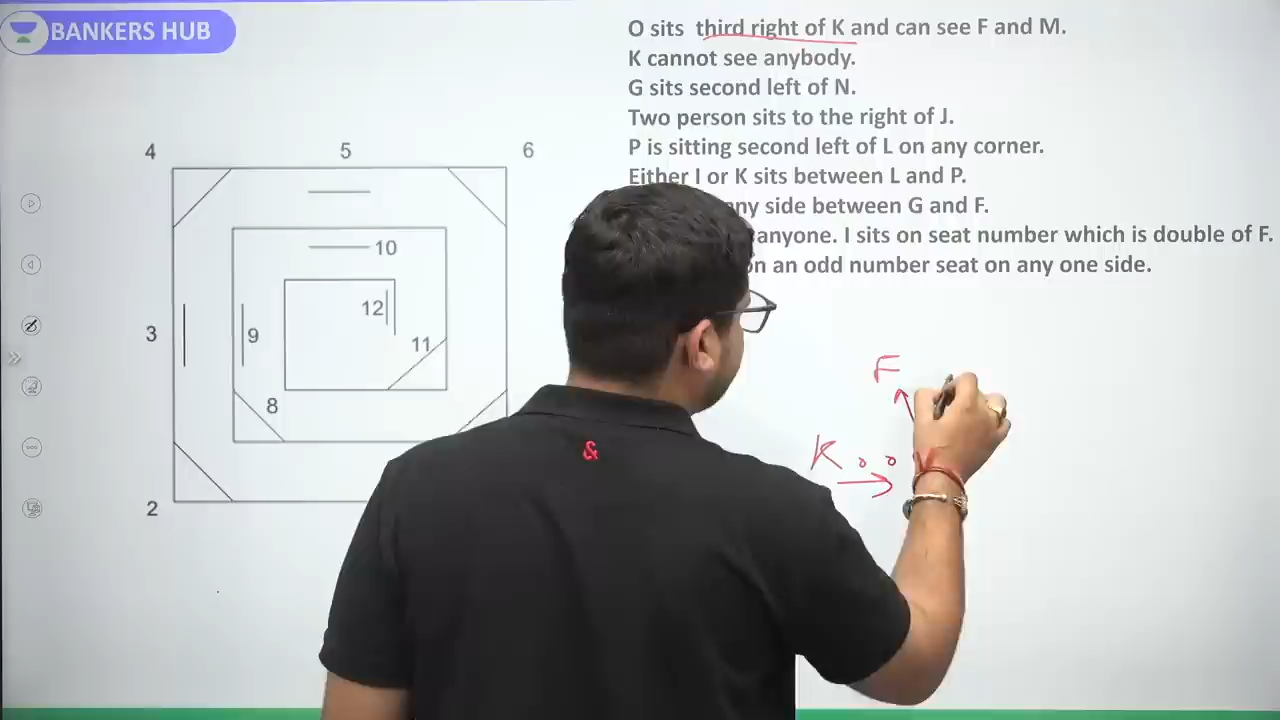 BANKERS HUB
O sits third right of K and can see F and M.
K cannot see anybody.
G sits second left of N.
Two person sits to the right of J.
P is sitting second left of L on any corner.
Either I or K sits between L and P.
any side between G and F.
anyone. I sits on seat number which is double of F.
on an odd number seat on any one side.
4 5 6
10
12
3 9 11
8
2
F
K
&